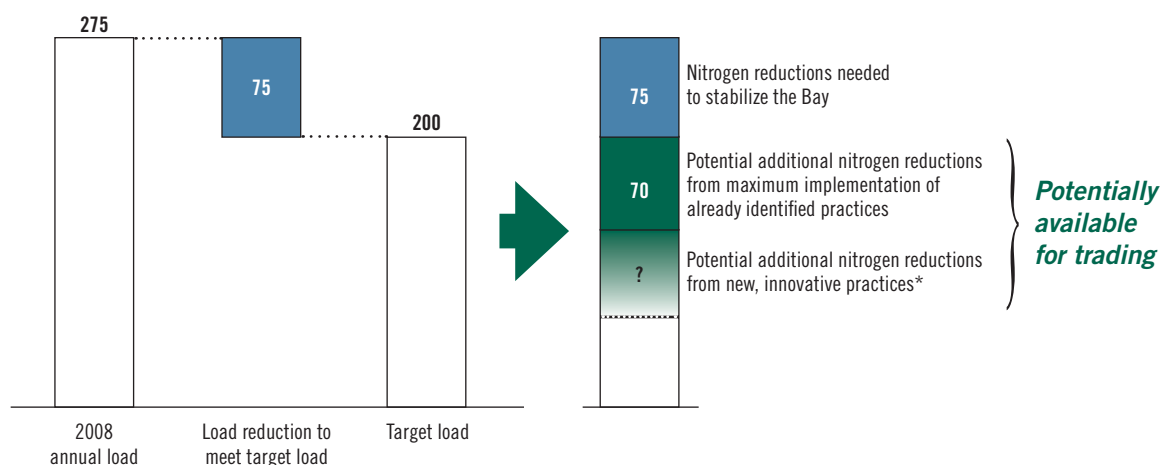 275
75
200
2008
annual load
Load reduction to
meet target load
Target load
75
Nitrogen reductions needed
to stabilize the Bay
70
Potential additional nitrogen reductions
from maximum implementation of
already identified practices
?
Potential additional nitrogen reductions
from new, innovative practices*
Potentially
available
for trading